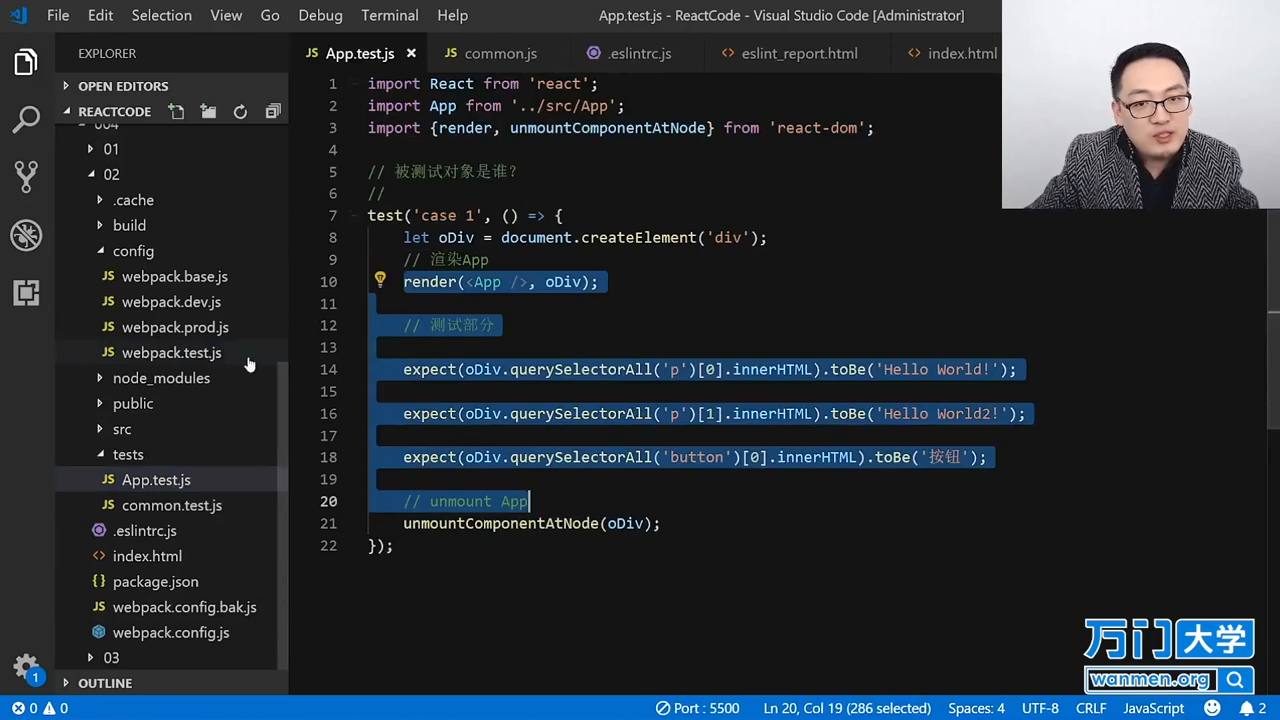 File Edit Selection View Go Debug Terminal Help App.test.js - ReactCode - Visual Studio Code [Administrator]
EXPLORER
OPEN EDITORS
REACTCODE
004
01
02
.cache
build
config
JS webpack.base.js
JS webpack.dev.js
JS webpack.prod.js
JS webpack.test.js
node_modules
public
src
tests
JS App.test.js
JS common.test.js
.eslintrc.js
<> index.html
{} package.json
JS webpack.config.bak.js
webpack.config.js
03
OUTLINE
JS App.test.js × JS common.js .eslintrc.js <> eslint_report.html <> index.html
1 import React from 'react';
2 import App from '../src/App';
3 import {render, unmountComponentAtNode} from 'react-dom';
4
5 // 被测试对象是谁?
6 //
7 test('case 1', () => {
8 let oDiv = document.createElement('div');
9 // 渲染App
10 render(<App />, oDiv);
11
12 // 测试部分
13
14 expect(oDiv.querySelectorAll('p')[0].innerHTML).toBe('Hello World!');
15
16 expect(oDiv.querySelectorAll('p')[1].innerHTML).toBe('Hello World2!');
17
18 expect(oDiv.querySelectorAll('button')[0].innerHTML).toBe('按钮');
19
20 // unmount App
21 unmountComponentAtNode(oDiv);
22 });
万门大学
wanmen.org
1
0 0 Port : 5500 Ln 20, Col 19 (286 selected) Spaces: 4 UTF-8 CRLF JavaScript 2